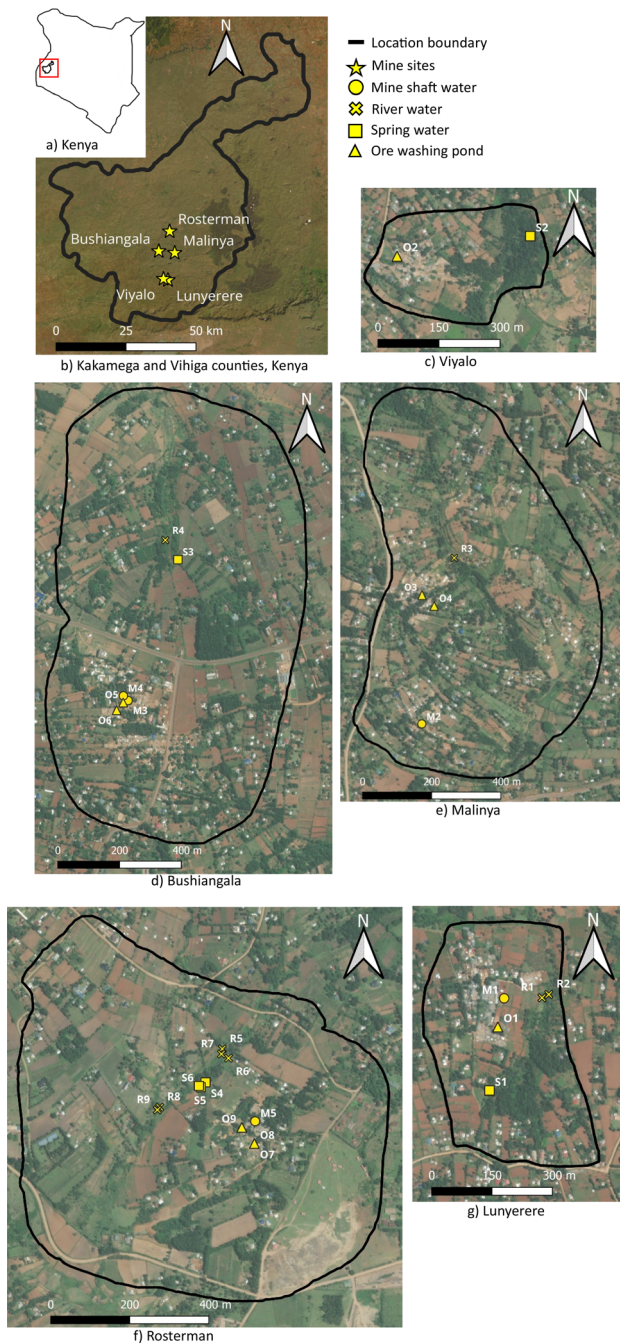 N
Location boundary
Mine sites
Mine shaft water
River water
Spring water
Ore washing pond
a) Kenya
Rosterman
Bushiangala
Malinya
Viyalo
Lunyerere
0 25 50 km
b) Kakamega and Vihiga counties, Kenya
N
S2
O2
0 150 300 m
c) Viyalo
N
R4
S3
M4
O5
M3
O6
0 200 400 m
d) Bushiangala
N
R3
O3
O4
M2
0 200 400 m
e) Malinya
N
R5
R7
R6
S6
S4
S5
R9
R8
M5
O9
O8
O7
0 200 400 m
f) Rosterman
N
R2
R1
M1
O1
S1
0 150 300 m
g) Lunyerere